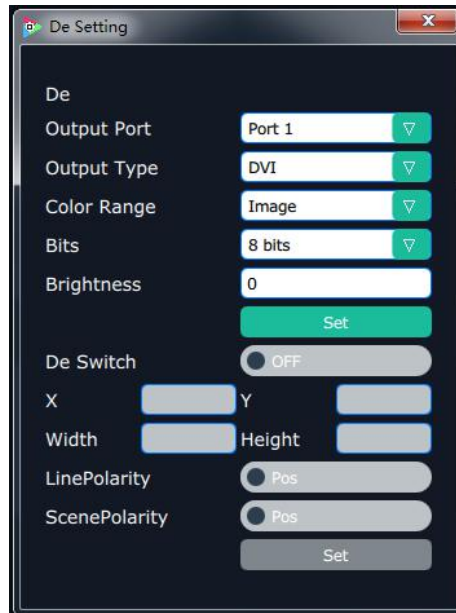 De Setting
De
Output Port Port 1
Output Type DVI
Color Range Image
Bits 8 bits
Brightness 0
Set
De Switch OFF
X Y
Width Height
LinePolarity Pos
ScenePolarity Pos
Set